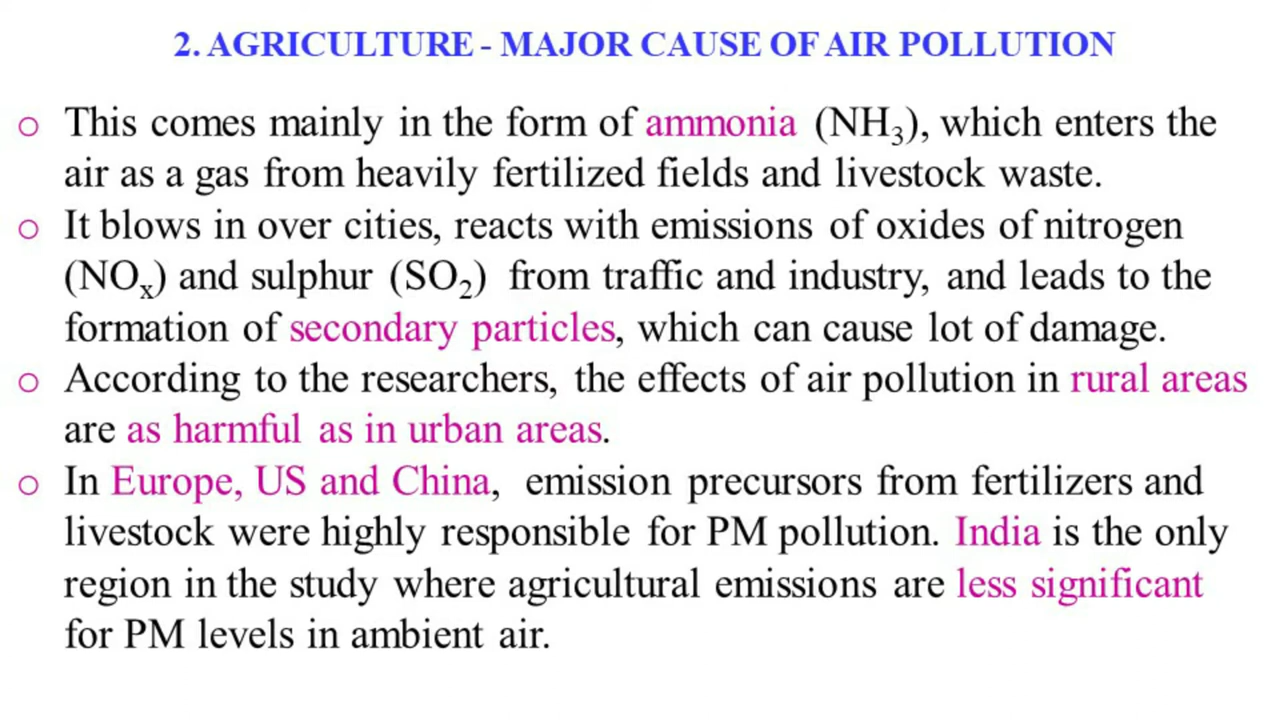 2. AGRICULTURE - MAJOR CAUSE OF AIR POLLUTION
o This comes mainly in the form of ammonia (NH₃), which enters the
air as a gas from heavily fertilized fields and livestock waste.
o It blows in over cities, reacts with emissions of oxides of nitrogen
(NOₓ) and sulphur (SO₂) from traffic and industry, and leads to the
formation of secondary particles, which can cause lot of damage.
o According to the researchers, the effects of air pollution in rural areas
are as harmful as in urban areas.
o In Europe, US and China, emission precursors from fertilizers and
livestock were highly responsible for PM pollution. India is the only
region in the study where agricultural emissions are less significant
for PM levels in ambient air.